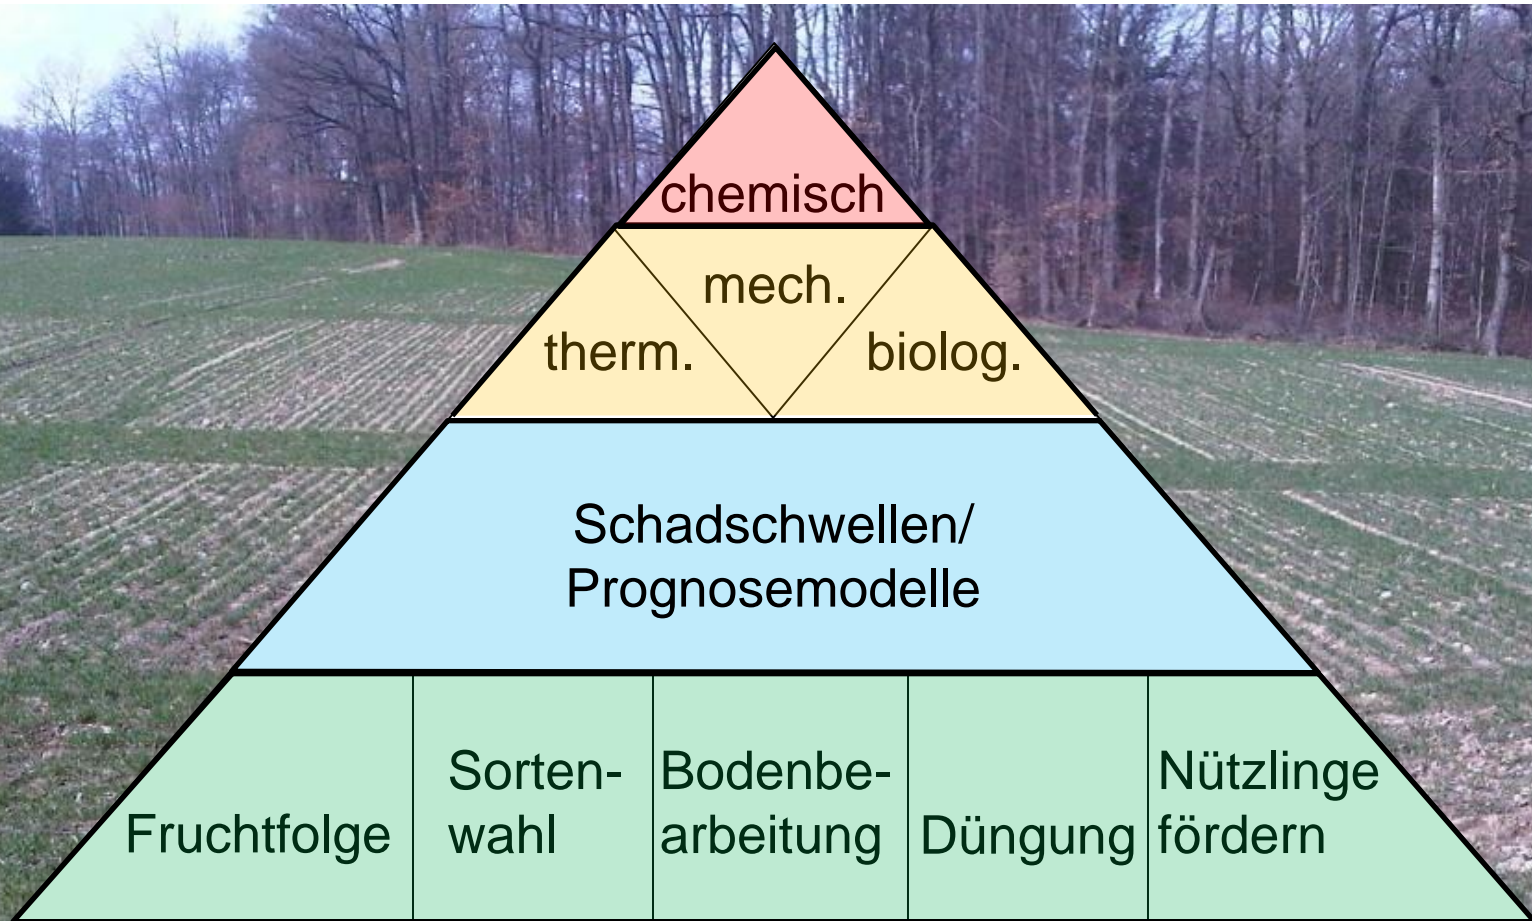 chemisch
mech.
therm.
biolog.
Schadschwellen/
Prognosemodelle
Fruchtfolge
Sorten-
wahl
Bodenbe-
arbeitung
Düngung
Nützlinge
fördern